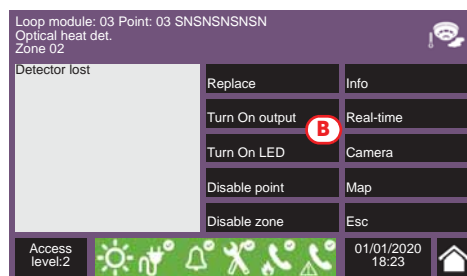 Loop module: 03 Point: 03 SNSNSNSNSN
Optical heat
det.
Zone 02
Detector lost
Replace
Info
Turn On output
Real-time
B
Turn On LED
Camera
Disable point
Map
Disable zone
Esc
Access
level:2
01/01/2020
18:23